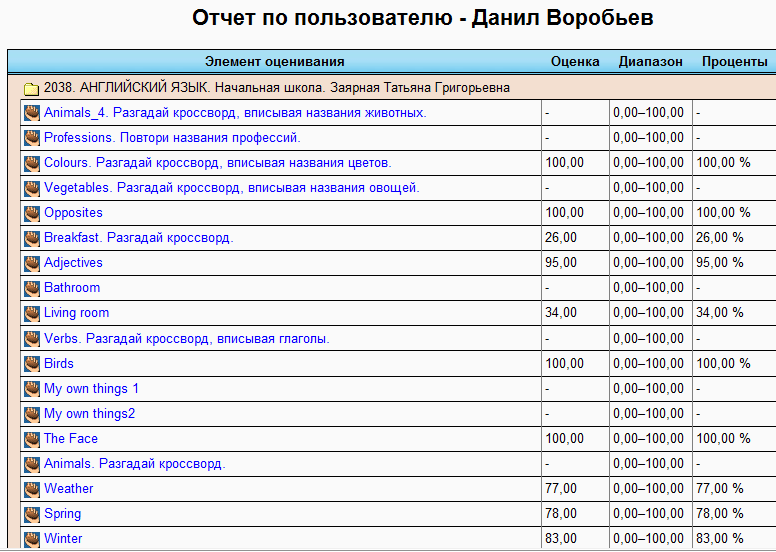 Отчет по пользователю - Данил Воробьев
Элемент оценивания Оценка Диапазон Проценты
2038. АНГЛИЙСКИЙ ЯЗЫК. Начальная школа. Заярная Татьяна Григорьевна
Animals_4. Разгадай кроссворд, вписывая названия животных. - 0,00–100,00 -
Professions. Повтори названия профессий. - 0,00–100,00 -
Colours. Разгадай кроссворд, вписывая названия цветов. 100,00 0,00–100,00 100,00 %
Vegetables. Разгадай кроссворд, вписывая названия овощей. - 0,00–100,00 -
Opposites 100,00 0,00–100,00 100,00 %
Breakfast. Разгадай кроссворд. 26,00 0,00–100,00 26,00 %
Adjectives 95,00 0,00–100,00 95,00 %
Bathroom - 0,00–100,00 -
Living room 34,00 0,00–100,00 34,00 %
Verbs. Разгадай кроссворд, вписывая глаголы. - 0,00–100,00 -
Birds 100,00 0,00–100,00 100,00 %
My own things 1 - 0,00–100,00 -
My own things2 - 0,00–100,00 -
The Face 100,00 0,00–100,00 100,00 %
Animals. Разгадай кроссворд. - 0,00–100,00 -
Weather 77,00 0,00–100,00 77,00 %
Spring 78,00 0,00–100,00 78,00 %
Winter 83,00 0,00–100,00 83,00 %